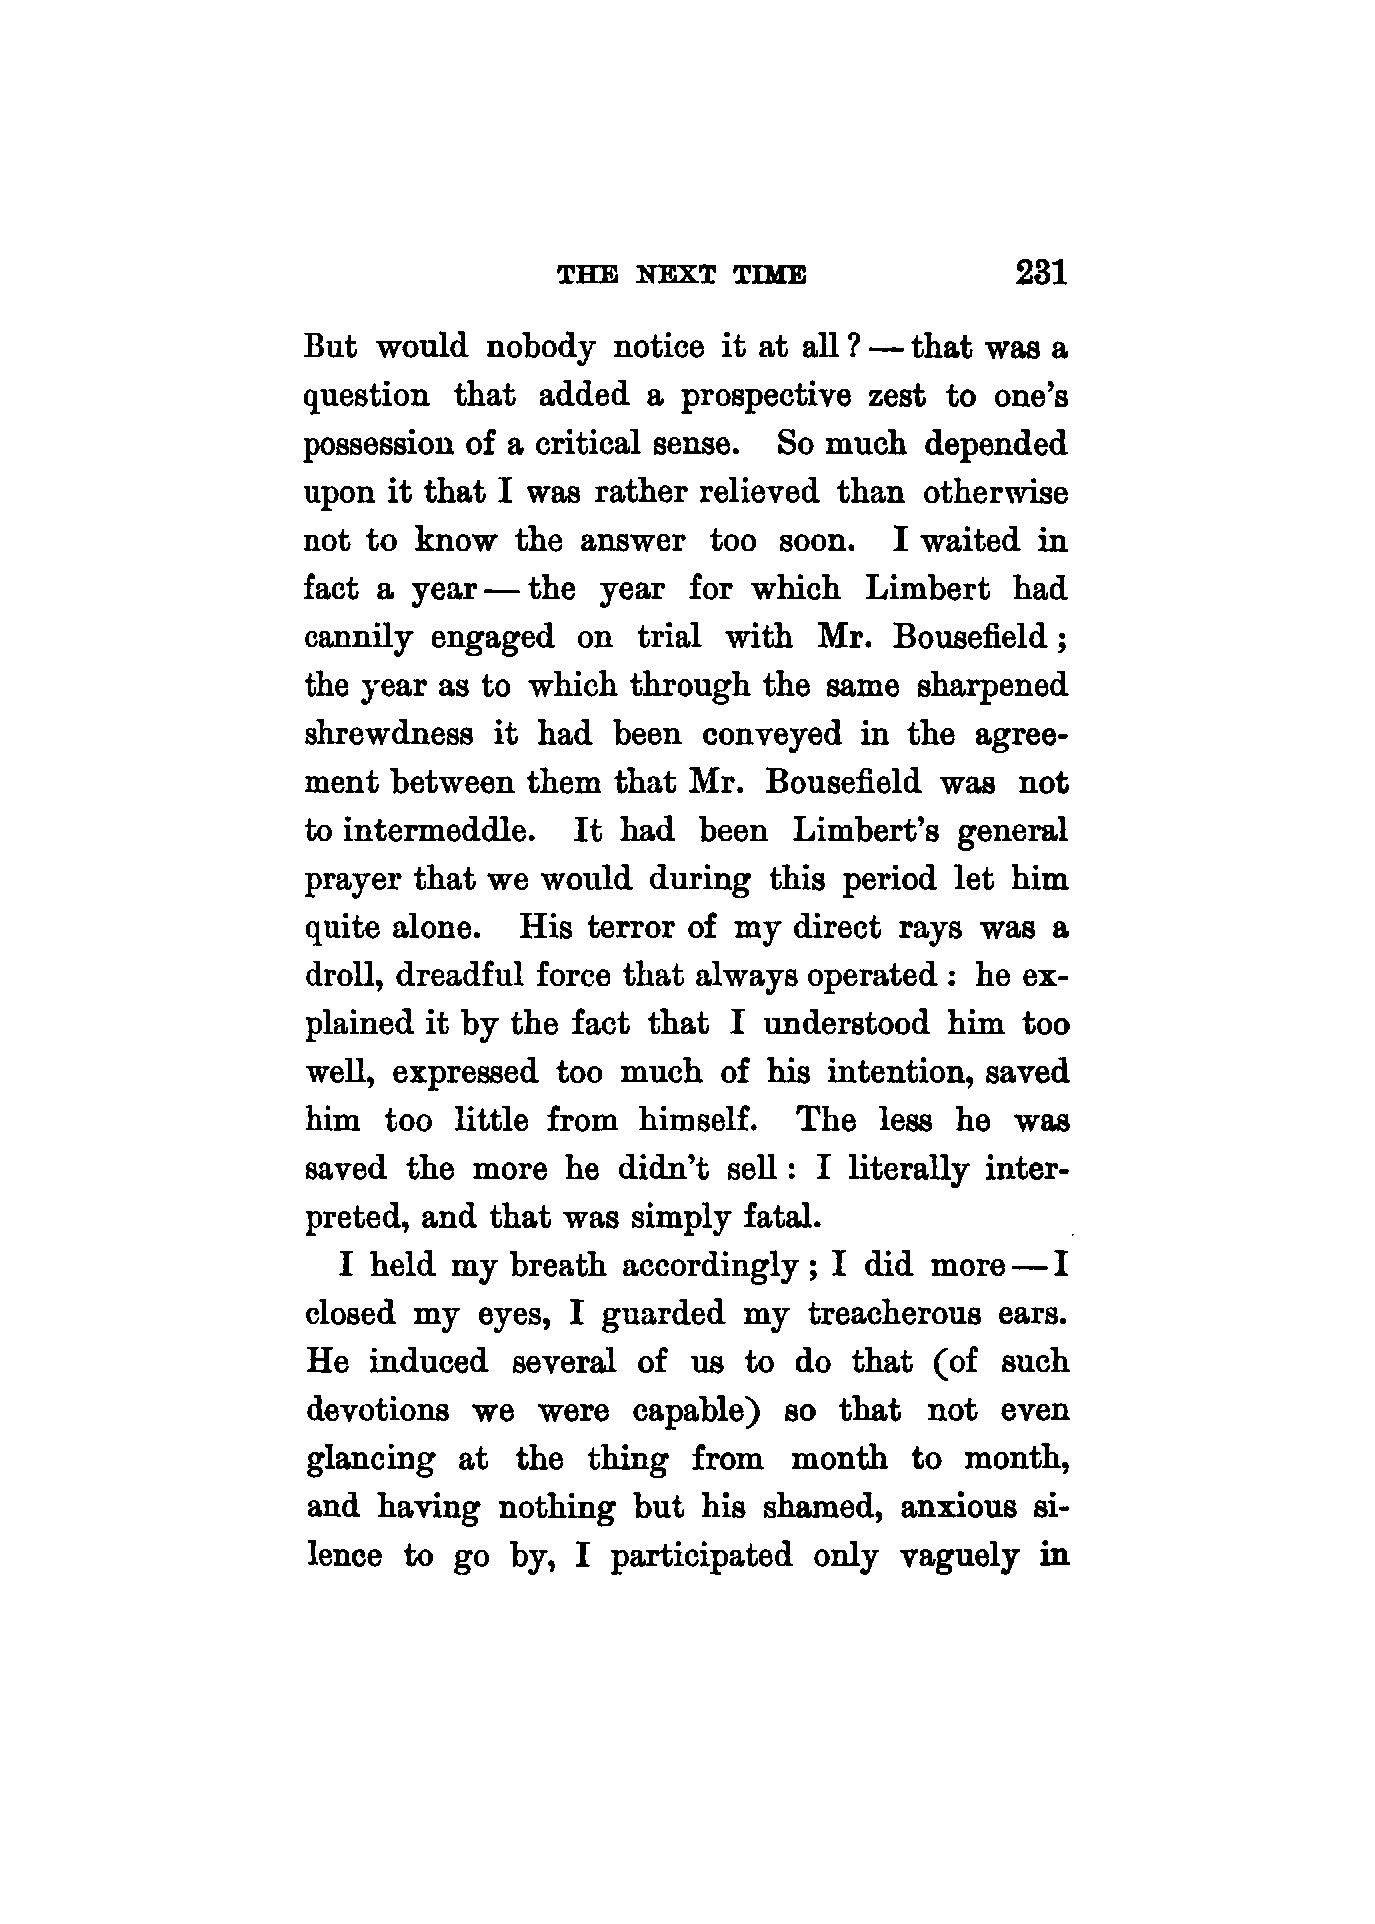 THE NEXT TIME 231
But would nobody notice it at all? — that was a
question that added a prospective zest to one's
possession of a critical sense. So much depended
upon it that I was rather relieved than otherwise
not to know the answer too soon. I waited in
fact a year — the year for which Limbert had
cannily engaged on trial with Mr. Bousefield;
the year as to which through the same sharpened
shrewdness it had been conveyed in the agree-
ment between them that Mr. Bousefield was not
to intermeddle. It had been Limbert's general
prayer that we would during this period let him
quite alone. His terror of my direct rays was a
droll, dreadful force that always operated: he ex-
plained it by the fact that I understood him too
well, expressed too much of his intention, saved
him too little from himself. The less he was
saved the more he didn't sell: I literally inter-
preted, and that was simply fatal.
I held my breath accordingly; I did more — I
closed my eyes, I guarded my treacherous ears.
He induced several of us to do that (of such
devotions we were capable) so that not even
glancing at the thing from month to month,
and having nothing but his shamed, anxious si-
lence to go by, I participated only vaguely in